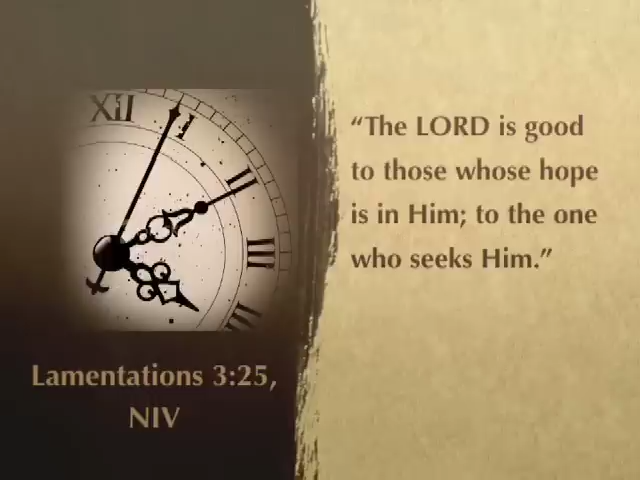 XII
I
II
III
IIII
“The LORD is good
to those whose hope
is in Him; to the one
who seeks Him.”
Lamentations 3:25,
NIV